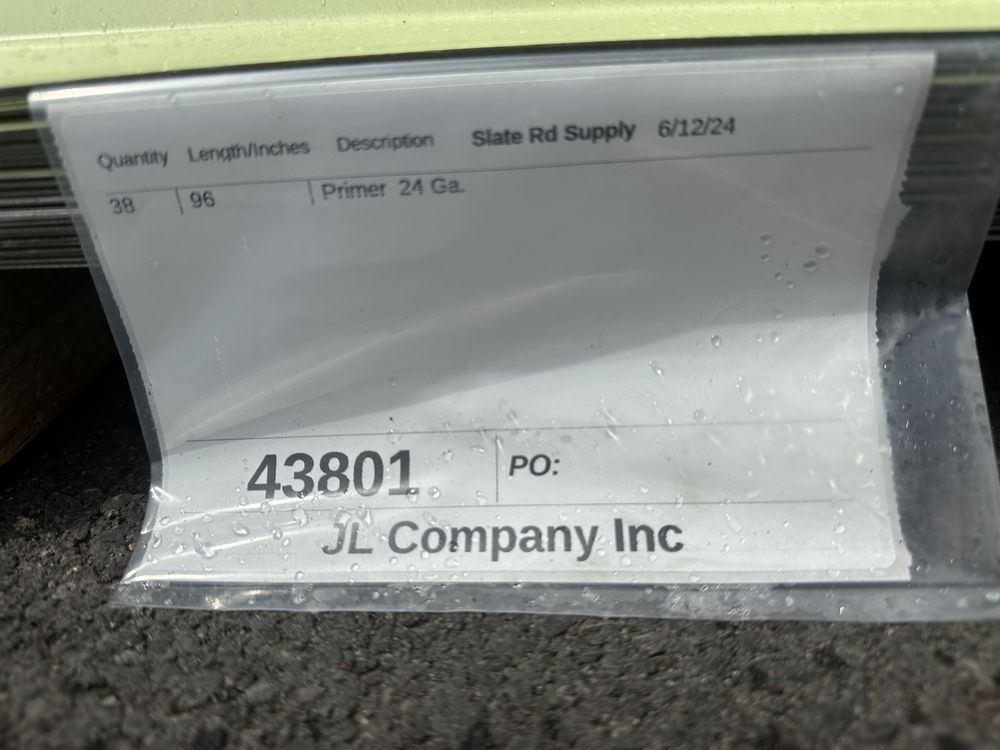 Quantity Length/Inches Description Slate Rd Supply 6/12/24
38 96 Primer 24 Ga.
43801 PO:
JL Company Inc